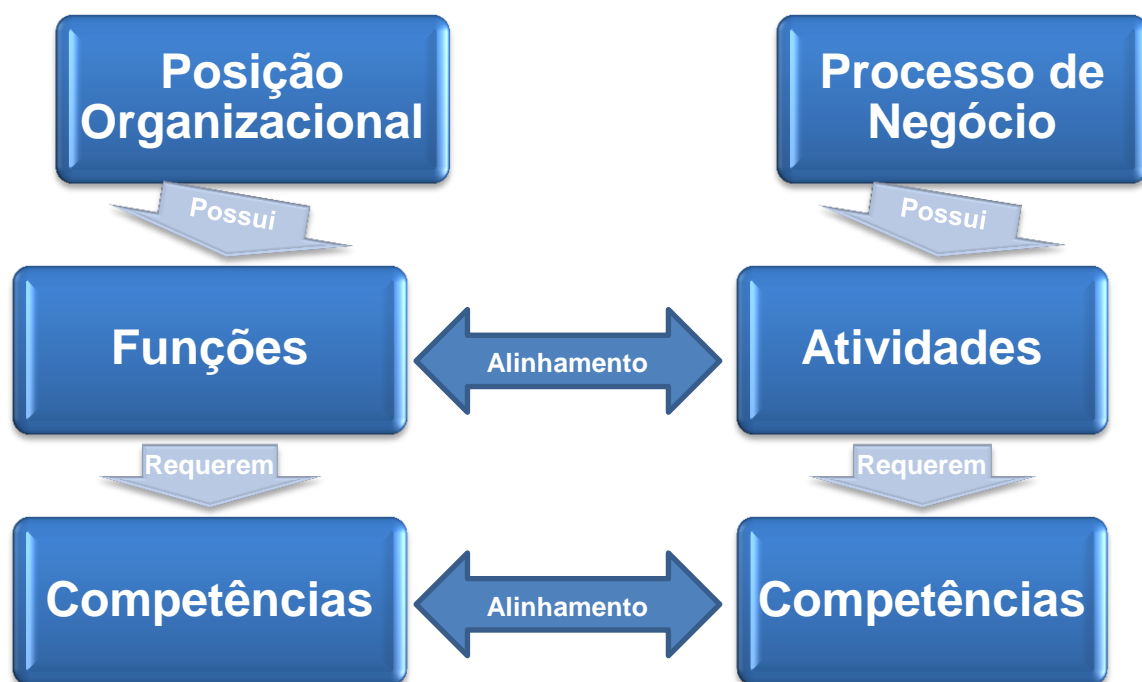 Posição
Organizacional
Processo de
Negócio
Possui
Possui
Funções
Alinhamento
Atividades
Requerem
Requerem
Competências
Alinhamento
Competências